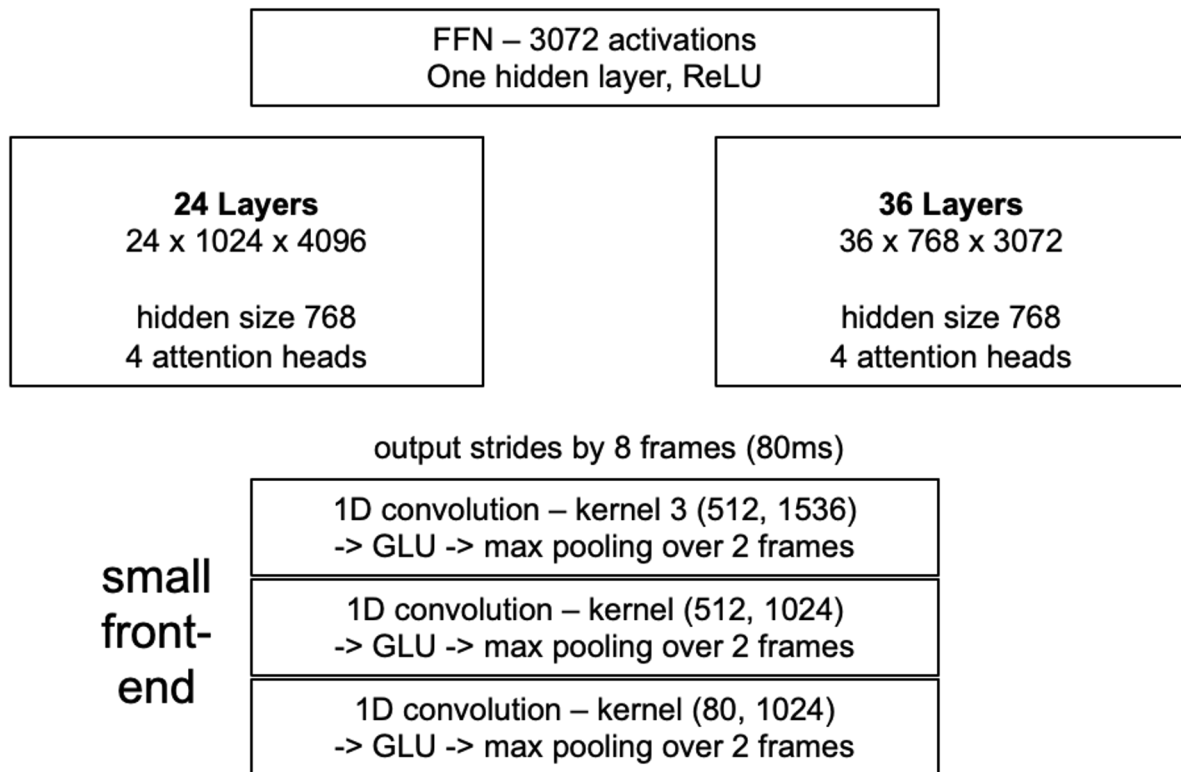 FFN – 3072 activations
One hidden layer, ReLU
24 Layers
24 x 1024 x 4096
hidden size 768
4 attention heads
36 Layers
36 x 768 x 3072
hidden size 768
4 attention heads
output strides by 8 frames (80ms)
small
front-
end
1D convolution – kernel 3 (512, 1536)
-> GLU -> max pooling over 2 frames
1D convolution – kernel (512, 1024)
-> GLU -> max pooling over 2 frames
1D convolution – kernel (80, 1024)
-> GLU -> max pooling over 2 frames